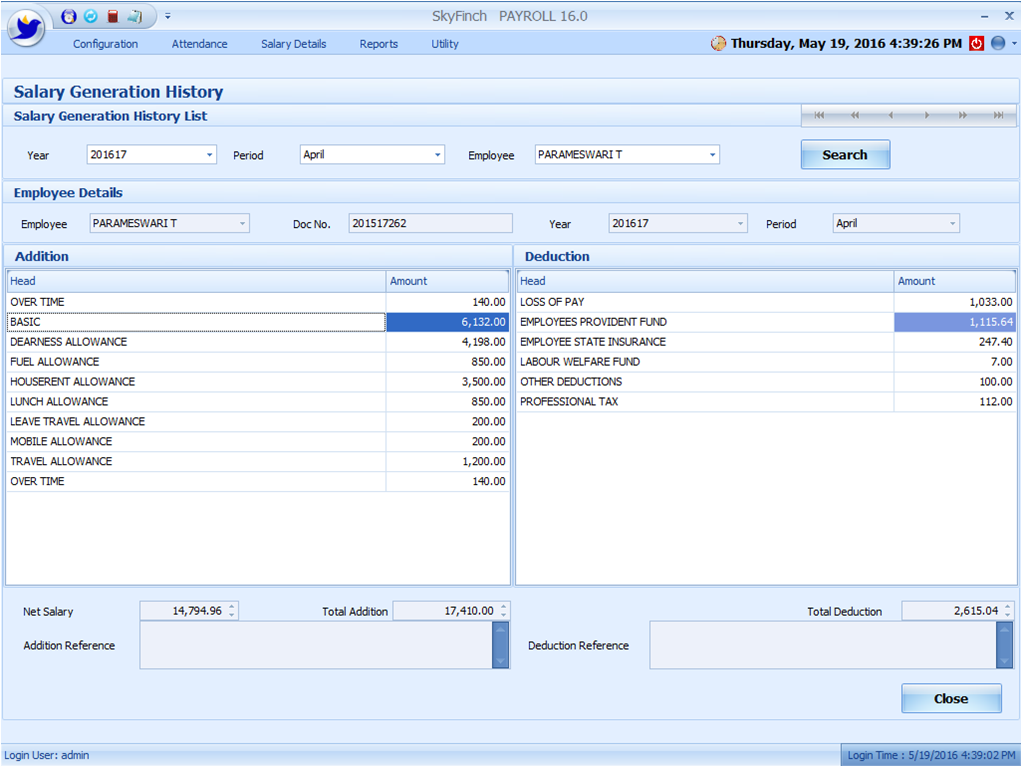 SkyFinch PAYROLL 16.0
Configuration Attendance Salary Details Reports Utility Thursday, May 19, 2016 4:39:26 PM
Salary Generation History
Salary Generation History List
Year 201617 Period April Employee PARAMESWARI T Search
Employee Details
Employee PARAMESWARI T Doc No. 201517262 Year 201617 Period April
Addition Deduction
Head Amount Head Amount
OVER TIME 140.00 LOSS OF PAY 1,033.00
BASIC 6,132.00 EMPLOYEES PROVIDENT FUND 1,115.64
DEARNESS ALLOWANCE 4,198.00 EMPLOYEE STATE INSURANCE 247.40
FUEL ALLOWANCE 850.00 LABOUR WELFARE FUND 7.00
HOUSERENT ALLOWANCE 3,500.00 OTHER DEDUCTIONS 100.00
LUNCH ALLOWANCE 850.00 PROFESSIONAL TAX 112.00
LEAVE TRAVEL ALLOWANCE 200.00
MOBILE ALLOWANCE 200.00
TRAVEL ALLOWANCE 1,200.00
OVER TIME 140.00
Net Salary 14,794.96 Total Addition 17,410.00 Total Deduction 2,615.04
Addition Reference Deduction Reference
Close
Login User: admin Login Time : 5/19/2016 4:39:02 PM